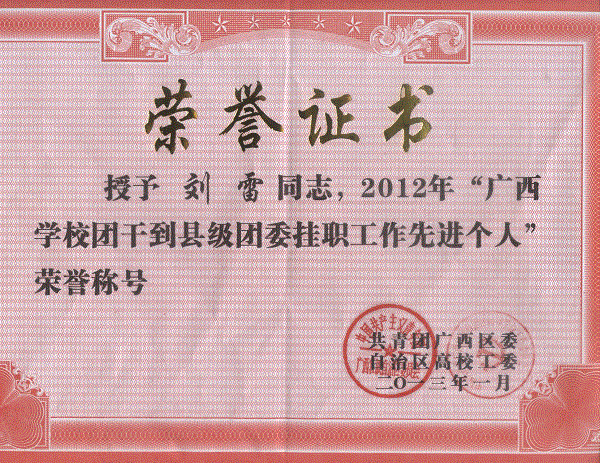 荣誉证书
授予 刘 雷 同志，2012年“广西
学校团干到县级团委挂职工作先进个人”
荣誉称号
共青团广西区委
自治区高校工委
二〇一三年一月